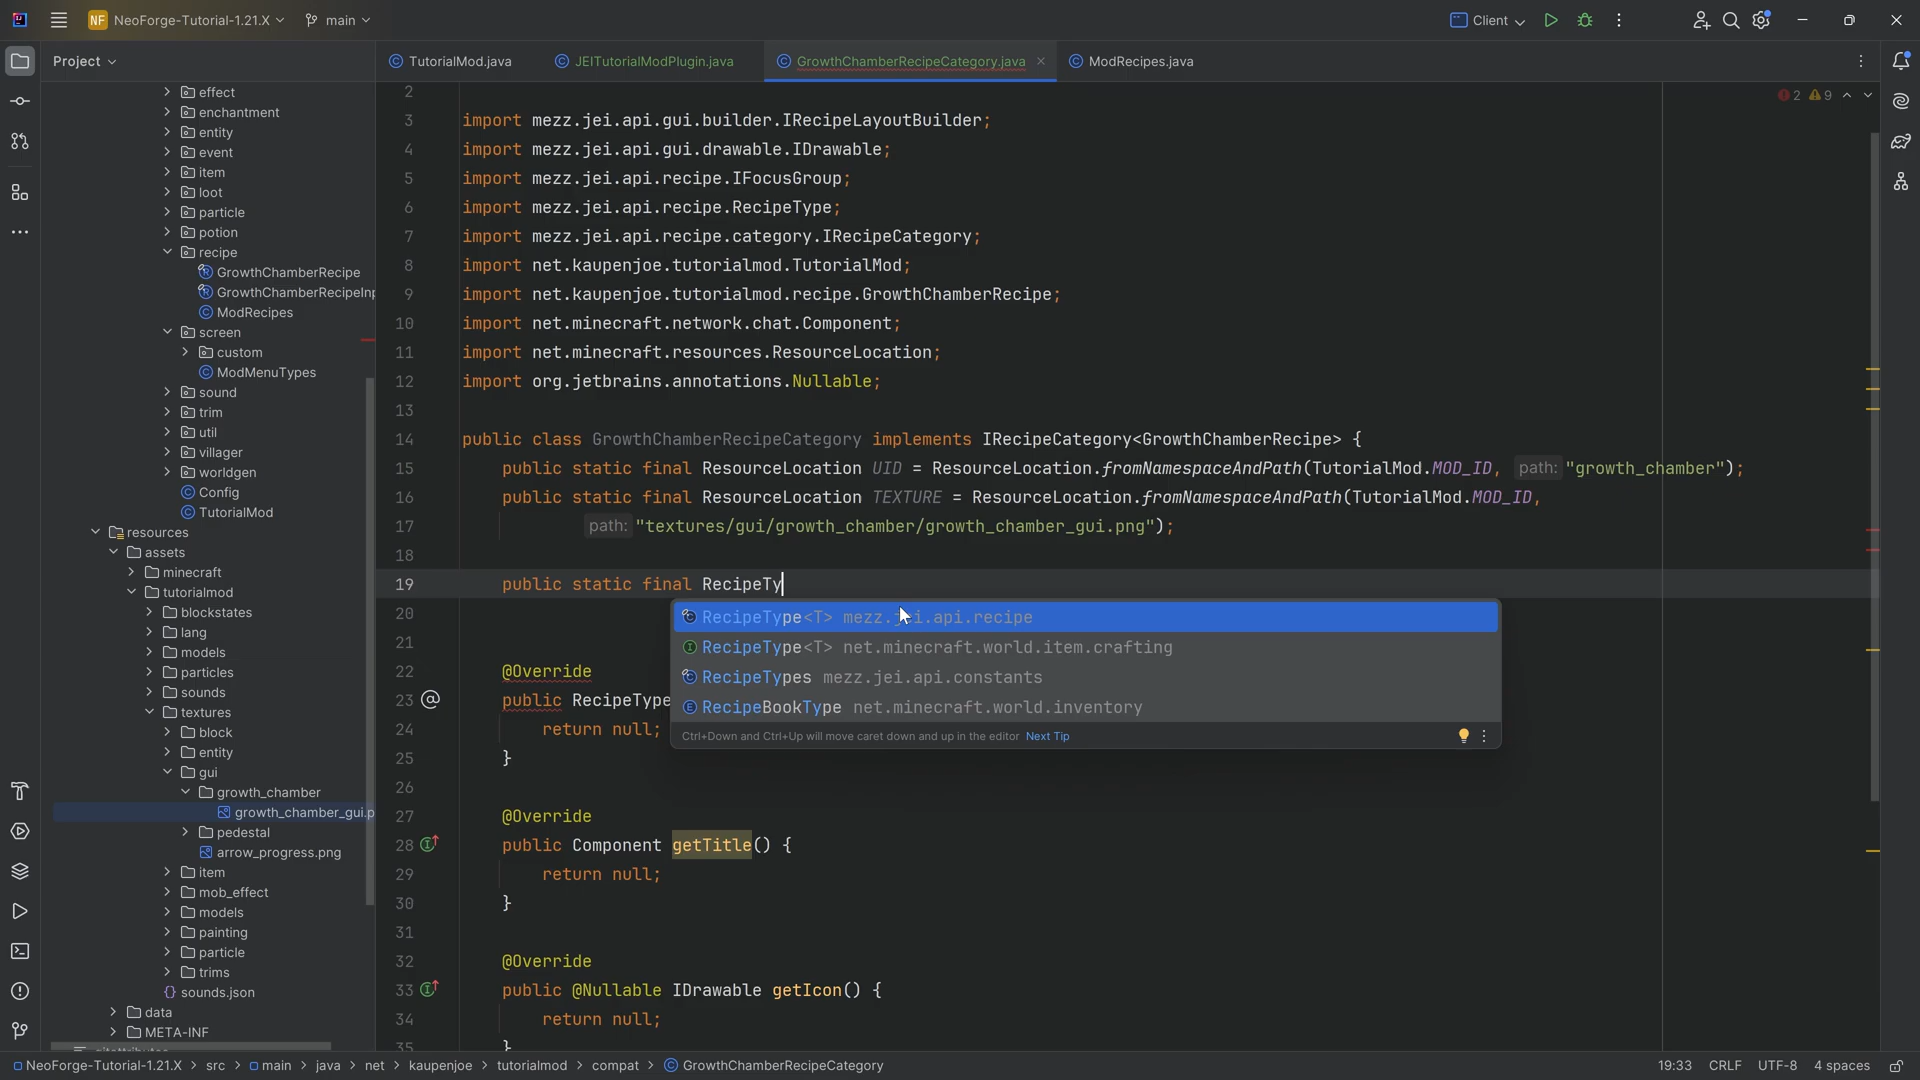 NF NeoForge-Tutorial-1.21.X main Client
Project TutorialMod.java JEITutorialModPlugin.java GrowthChamberRecipeCategory.java ModRecipes.java
effect
enchantment
entity
event
item
loot
particle
potion
recipe
GrowthChamberRecipe
GrowthChamberRecipeInp
ModRecipes
screen
custom
ModMenuTypes
sound
trim
util
villager
worldgen
Config
TutorialMod
resources
assets
minecraft
tutorialmod
blockstates
lang
models
particles
sounds
textures
block
entity
gui
growth_chamber
growth_chamber_gui.p
pedestal
arrow_progress.png
item
mob_effect
models
painting
particle
trims
{} sounds.json
data
META-INF
2 9
2
3 import mezz.jei.api.gui.builder.IRecipeLayoutBuilder;
4 import mezz.jei.api.gui.drawable.IDrawable;
5 import mezz.jei.api.recipe.IFocusGroup;
6 import mezz.jei.api.recipe.RecipeType;
7 import mezz.jei.api.recipe.category.IRecipeCategory;
8 import net.kaupenjoe.tutorialmod.TutorialMod;
9 import net.kaupenjoe.tutorialmod.recipe.GrowthChamberRecipe;
10 import net.minecraft.network.chat.Component;
11 import net.minecraft.resources.ResourceLocation;
12 import org.jetbrains.annotations.Nullable;
13
14 public class GrowthChamberRecipeCategory implements IRecipeCategory<GrowthChamberRecipe> {
15 public static final ResourceLocation UID = ResourceLocation.fromNamespaceAndPath(TutorialMod.MOD_ID, path: "growth_chamber");
16 public static final ResourceLocation TEXTURE = ResourceLocation.fromNamespaceAndPath(TutorialMod.MOD_ID,
17 path: "textures/gui/growth_chamber/growth_chamber_gui.png");
18
19 public static final RecipeTy
20
21
22 @Override
23 @ public RecipeType
24 return null;
25 }
26
27 @Override
28 public Component getTitle() {
29 return null;
30 }
31
32 @Override
33 public @Nullable IDrawable getIcon() {
34 return null;
35 }
RecipeType<T> mezz.jei.api.recipe
RecipeType<T> net.minecraft.world.item.crafting
RecipeTypes mezz.jei.api.constants
RecipeBookType net.minecraft.world.inventory
Ctrl+Down and Ctrl+Up will move caret down and up in the editor Next Tip
NeoForge-Tutorial-1.21.X > src > main > java > net > kaupenjoe > tutorialmod > compat > GrowthChamberRecipeCategory 19:33 CRLF UTF-8 4 spaces